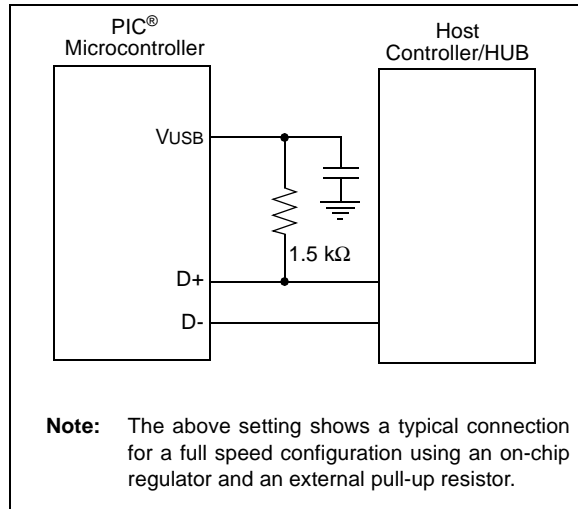 PIC®
Microcontroller
Host
Controller/HUB
VUSB
1.5 kΩ
D+
D-
Note: The above setting shows a typical connection
for a full speed configuration using an on-chip
regulator and an external pull-up resistor.